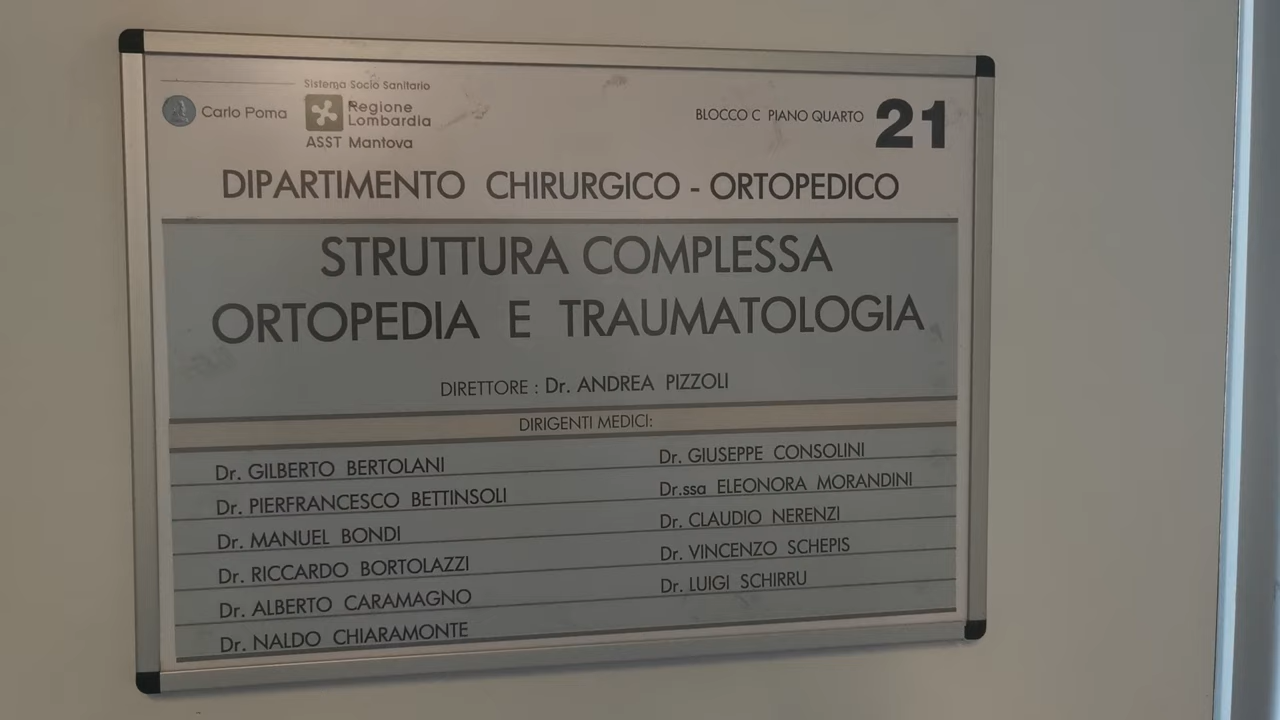 Sistema Socio Sanitario
Carlo Poma
Regione
Lombardia
ASST Mantova
BLOCCO C PIANO QUARTO 21
DIPARTIMENTO CHIRURGICO - ORTOPEDICO
STRUTTURA COMPLESSA
ORTOPEDIA E TRAUMATOLOGIA
DIRETTORE : Dr. ANDREA PIZZOLI
DIRIGENTI MEDICI:
Dr. GILBERTO BERTOLANI
Dr. PIERFRANCESCO BETTINSOLI
Dr. MANUEL BONDI
Dr. RICCARDO BORTOLAZZI
Dr. ALBERTO CARAMAGNO
Dr. NALDO CHIARAMONTE
Dr. GIUSEPPE CONSOLINI
Dr.ssa ELEONORA MORANDINI
Dr. CLAUDIO NERENZI
Dr. VINCENZO SCHEPIS
Dr. LUIGI SCHIRRU